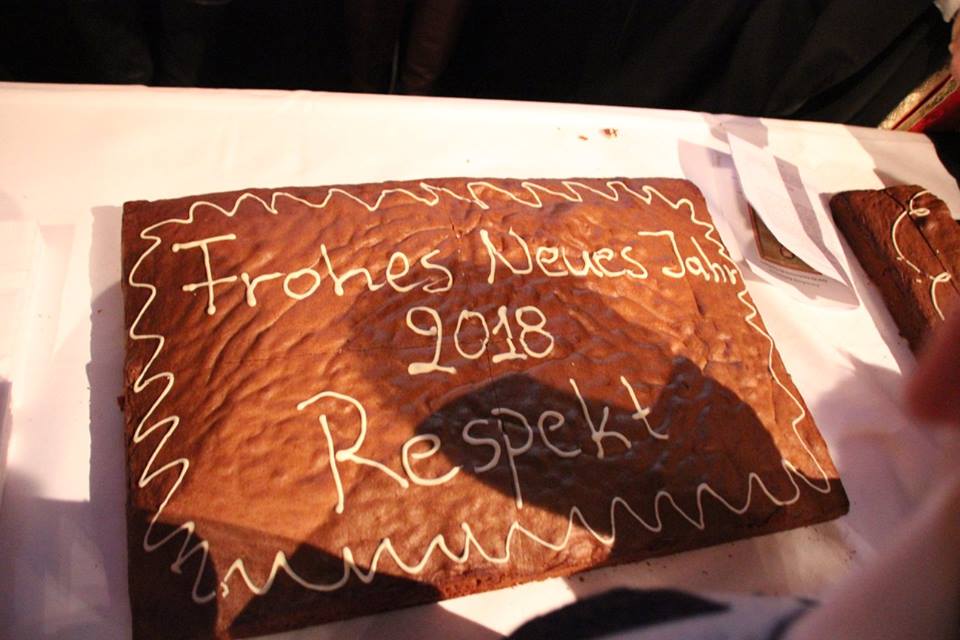 Frohes Neues Jahr
2018
Respekt